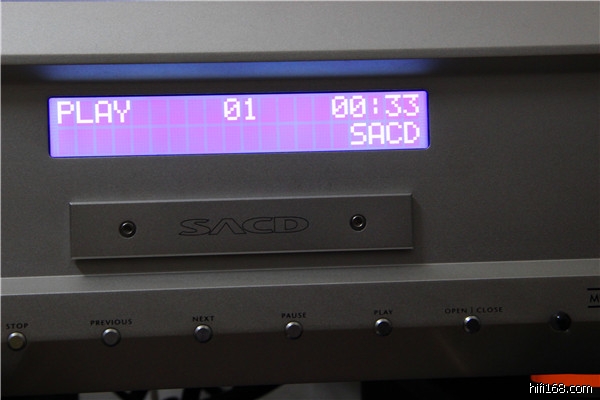 PLAY 01 00:33
SACD
SACD
STOP PREVIOUS NEXT PAUSE PLAY OPEN | CLOSE
hifi168.com